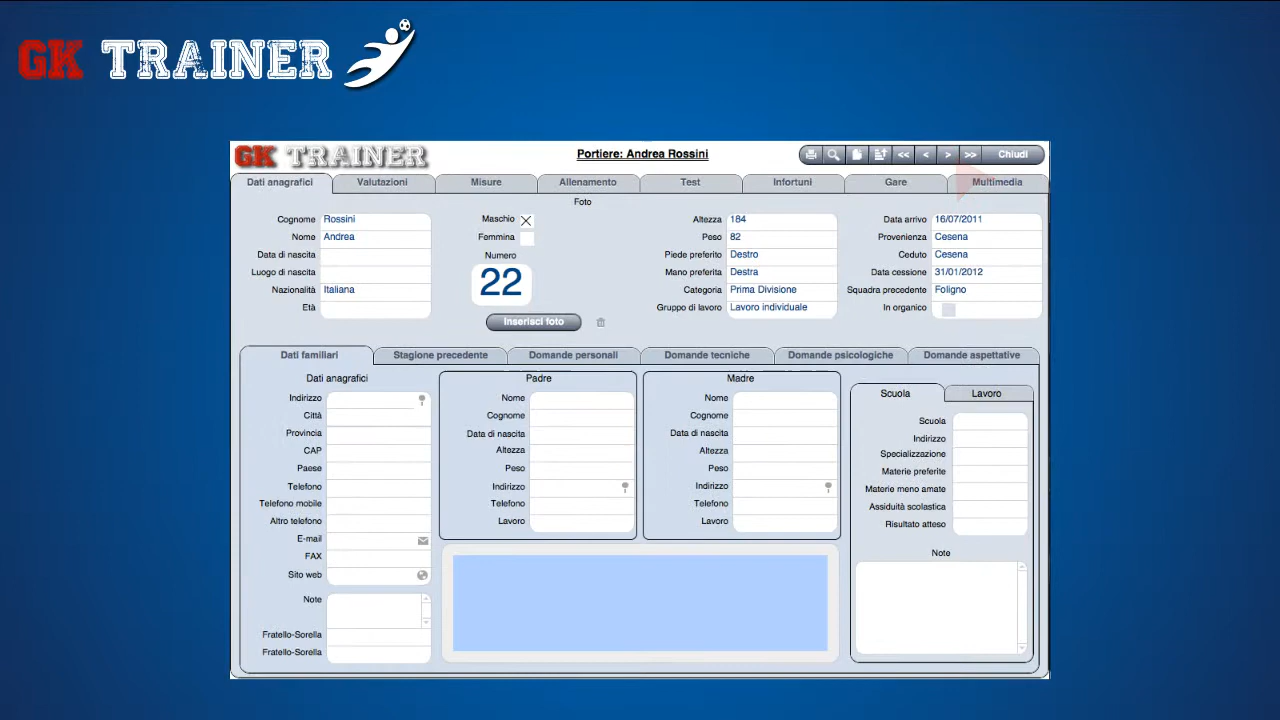 GK TRAINER
GK TRAINER
Portiere: Andrea Rossini
<< < > >> Chiudi
Dati anagrafici Valutazioni Misure Allenamento Test Infortuni Gare Multimedia
Foto
Cognome Rossini Maschio Altezza 184 Data arrivo 16/07/2011
Nome Andrea Femmina Peso 82 Provenienza Cesena
Data di nascita Numero Piede preferito Destro Ceduto Cesena
Luogo di nascita 22 Mano preferita Destra Data cessione 31/01/2012
Nazionalità Italiana Categoria Prima Divisione Squadra precedente Foligno
Età Gruppo di lavoro Lavoro individuale In organico
Inserisci foto
Dati familiari Stagione precedente Domande personali Domande tecniche Domande psicologiche Domande aspettative
Dati anagrafici
Indirizzo
Città
Provincia
CAP
Paese
Telefono
Telefono mobile
Altro telefono
E-mail
FAX
Sito web
Note
Fratello-Sorella
Fratello-Sorella
Padre
Nome
Cognome
Data di nascita
Altezza
Peso
Indirizzo
Telefono
Lavoro
Madre
Nome
Cognome
Data di nascita
Altezza
Peso
Indirizzo
Telefono
Lavoro
Scuola Lavoro
Scuola
Indirizzo
Specializzazione
Materie preferite
Materie meno amate
Assiduità scolastica
Risultato atteso
Note